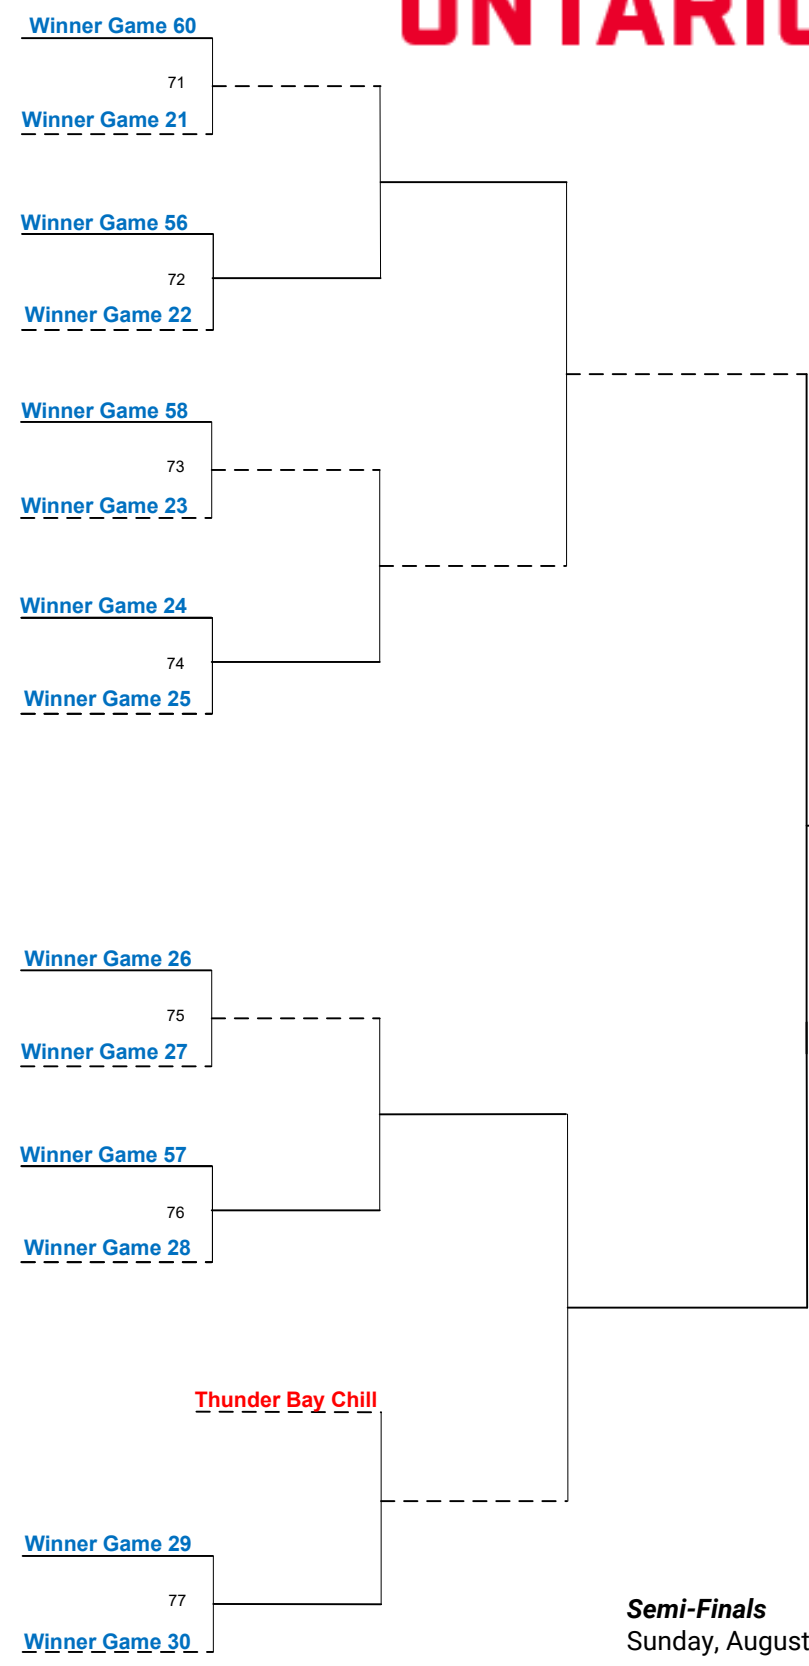 ONTARIO
Winner Game 60
71
Winner Game 21
Winner Game 56
72
Winner Game 22
Winner Game 58
73
Winner Game 23
Winner Game 24
74
Winner Game 25
Winner Game 26
75
Winner Game 27
Winner Game 57
76
Winner Game 28
Thunder Bay Chill
Winner Game 29
77
Winner Game 30
Semi-Finals
Sunday, August